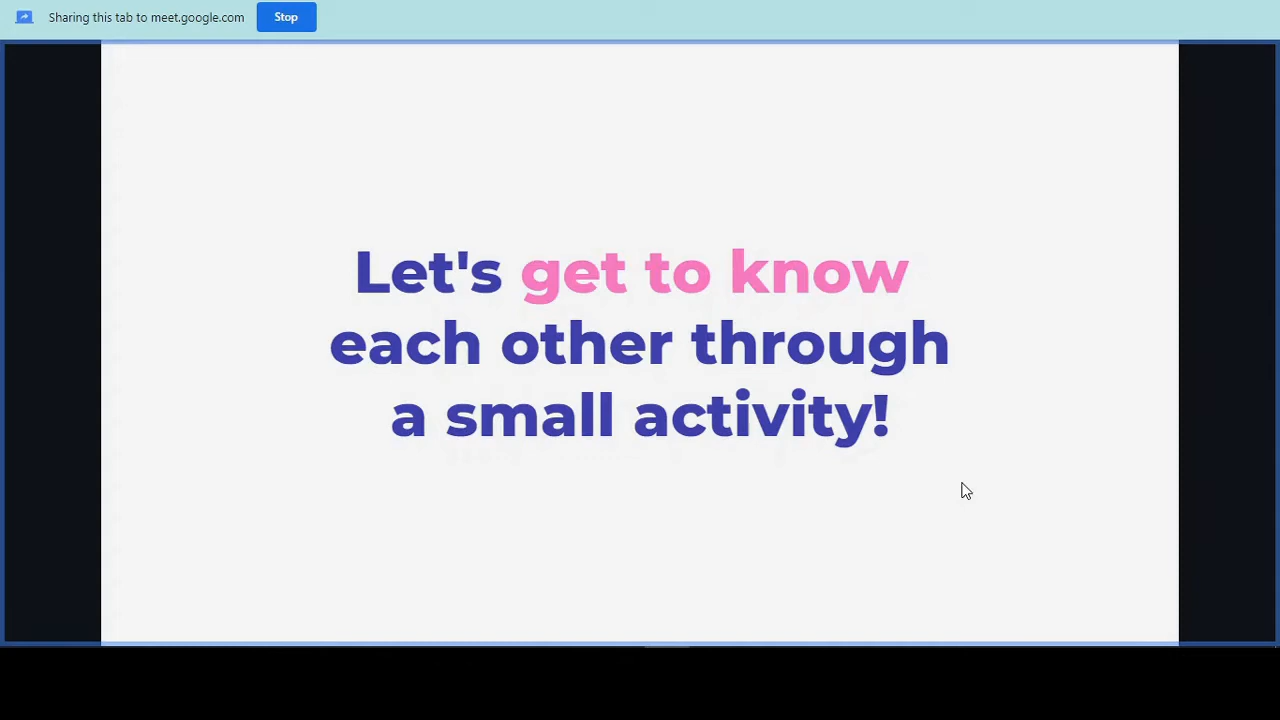 Sharing this tab to meet.google.com Stop
Let's get to know
each other through
a small activity!